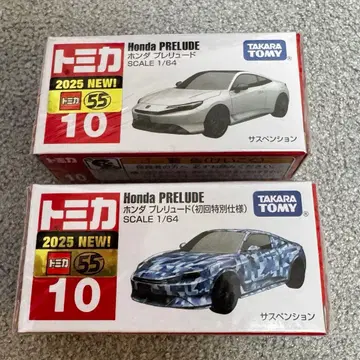 トミカ
Honda PRELUDE
ホンダ プレリュード
SCALE 1/64
TAKARA
TOMY
2025 NEW!
トミカ 55
10
サスペンション
トミカ
Honda PRELUDE
ホンダ プレリュード(初回特別仕様)
SCALE 1/64
TAKARA
TOMY
2025 NEW!
トミカ 55
10
サスペンション